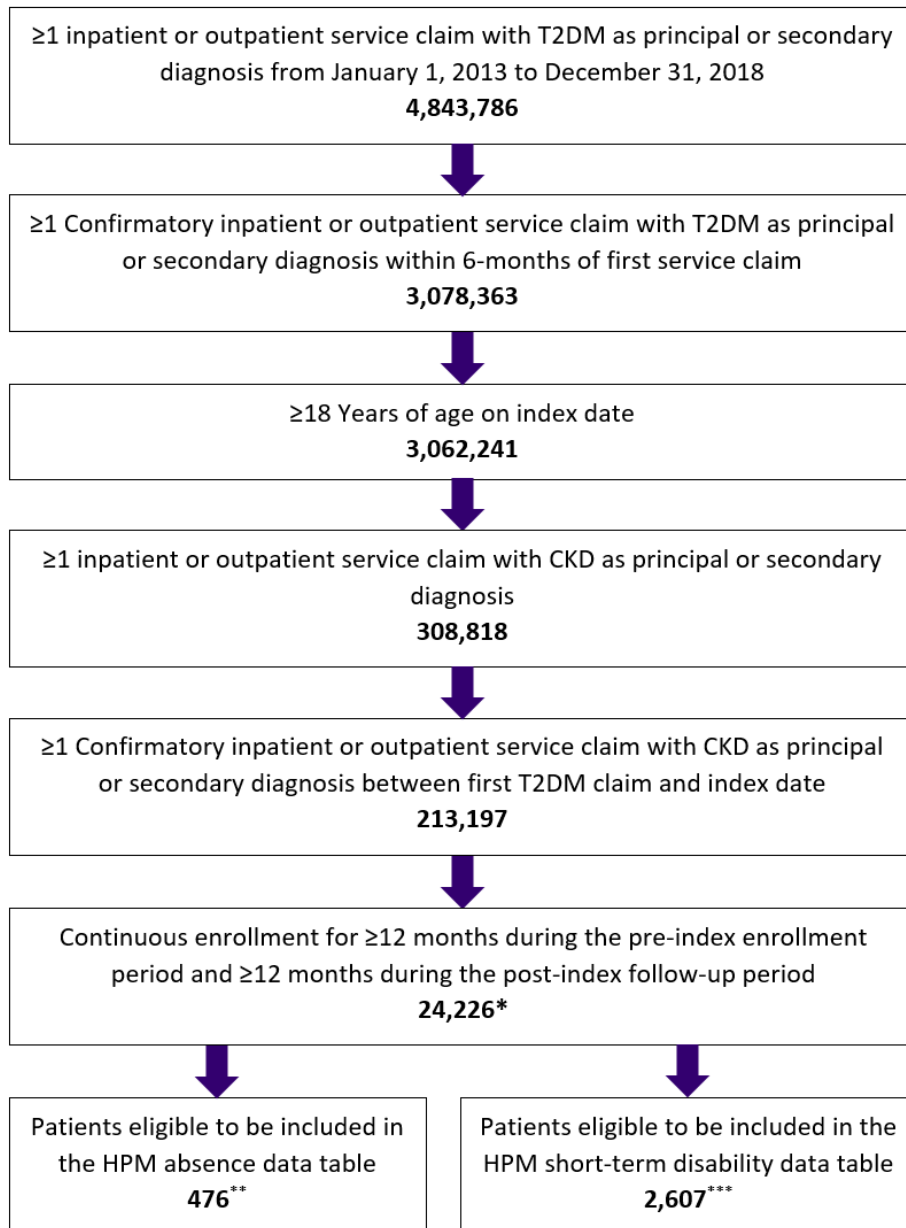 ≥1 inpatient or outpatient service claim with T2DM as principal or secondary
diagnosis from January 1, 2013 to December 31, 2018
4,843,786
≥1 Confirmatory inpatient or outpatient service claim with T2DM as principal
or secondary diagnosis within 6-months of first service claim
3,078,363
≥18 Years of age on index date
3,062,241
≥1 inpatient or outpatient service claim with CKD as principal or secondary
diagnosis
308,818
≥1 Confirmatory inpatient or outpatient service claim with CKD as principal
or secondary diagnosis between first T2DM claim and index date
213,197
Continuous enrollment for ≥12 months during the pre-index enrollment
period and ≥12 months during the post-index follow-up period
24,226*
Patients eligible to be included in
the HPM absence data table
476**
Patients eligible to be included in the
HPM short-term disability data table
2,607***